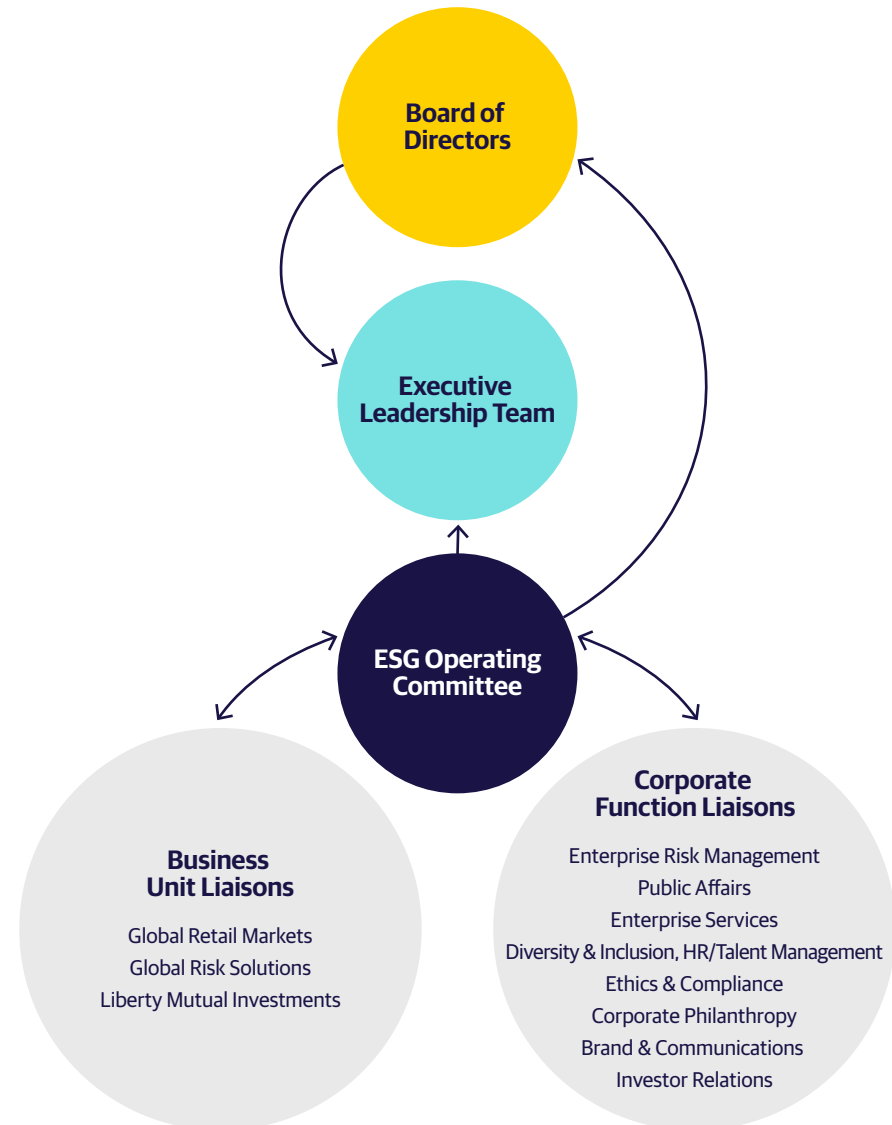 Board of
Directors
Executive
Leadership Team
ESG Operating
Committee
Business
Unit Liaisons
Global Retail Markets
Global Risk Solutions
Liberty Mutual Investments
Corporate
Function Liaisons
Enterprise Risk Management
Public Affairs
Enterprise Services
Diversity & Inclusion, HR/Talent Management
Ethics & Compliance
Corporate Philanthropy
Brand & Communications
Investor Relations